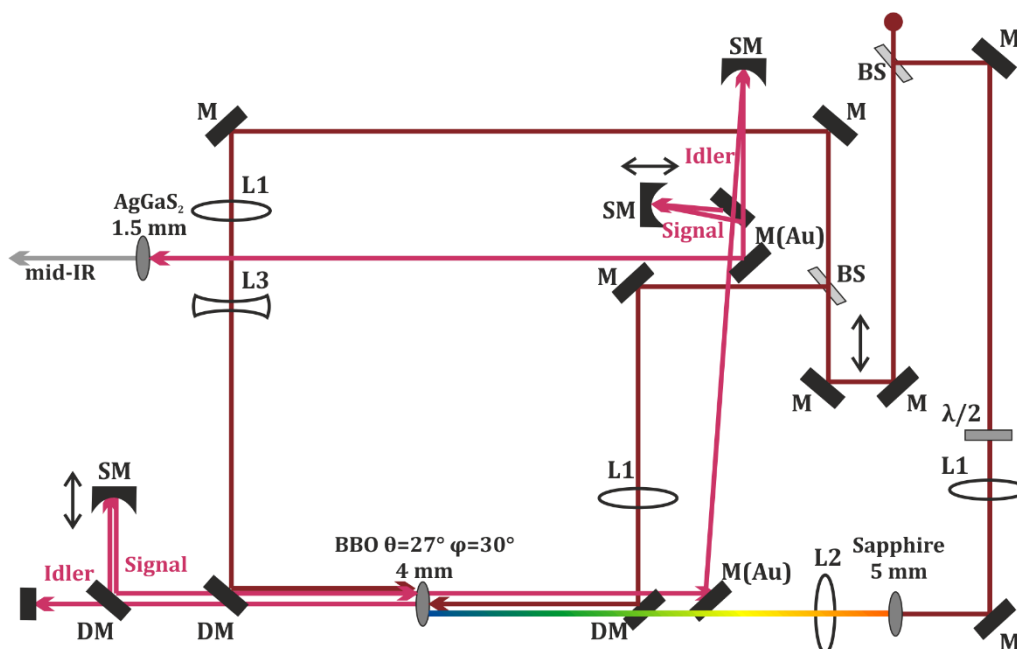 SM
M
BS
M
M
Idler
L1
AgGaS₂
1.5 mm
SM
Signal
M(Au)
mid-IR
L3
M
BS
M
M
λ/2
L1
SM
L1
BBO θ=27° φ=30°
4 mm
L2
Sapphire
5 mm
Idler
Signal
M(Au)
DM
DM
DM
M